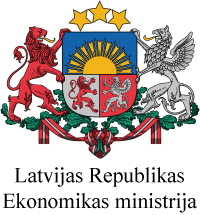 Latvijas Republikas
Ekonomikas ministrija